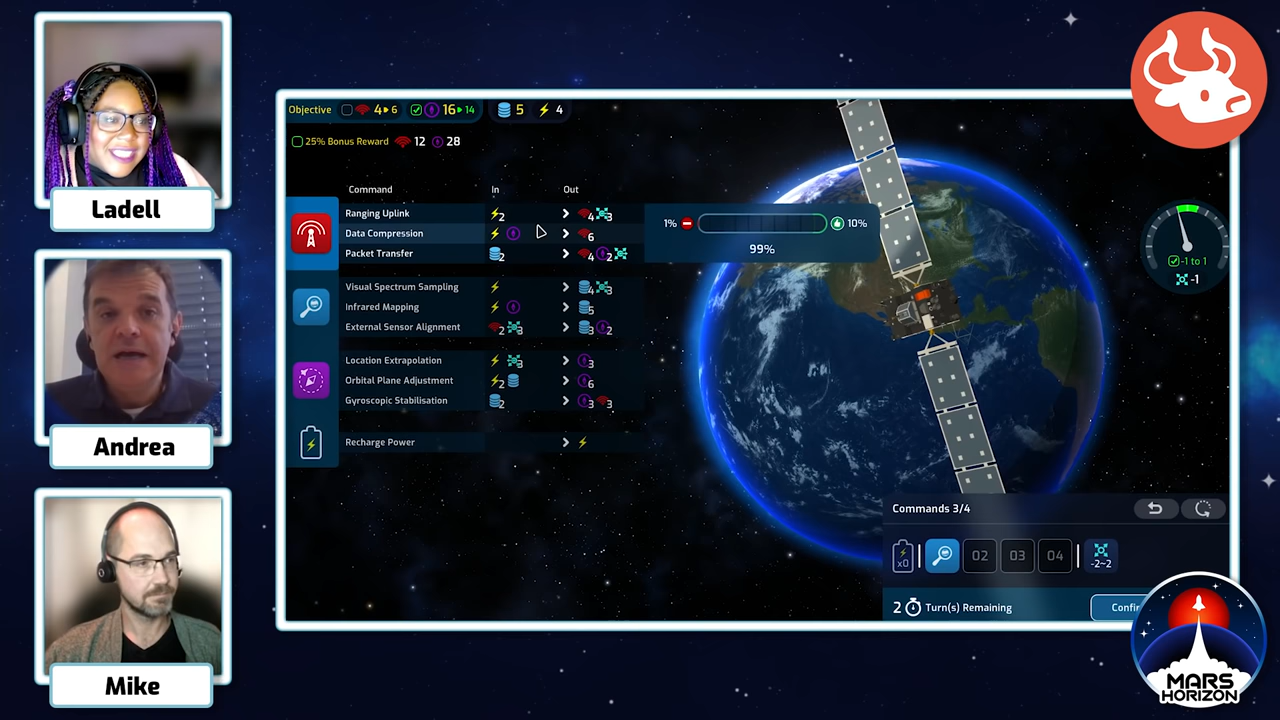 Ladell
Andrea
Mike
Objective 4 ▸ 6 16 ▸ 14 5 4
25% Bonus Reward 12 28
Command In Out
Ranging Uplink 2 4 3
Data Compression 6
Packet Transfer 2 4 2
Visual Spectrum Sampling 4 3
Infrared Mapping 5
External Sensor Alignment 2 3 3 2
Location Extrapolation 3 3
Orbital Plane Adjustment 2 6
Gyroscopic Stabilisation 2 3 3
Recharge Power
1% 10%
99%
-1 to 1
-1
Commands 3/4
x0 02 03 04 -2~2
2 Turn(s) Remaining
Confir
MARS
HORIZON